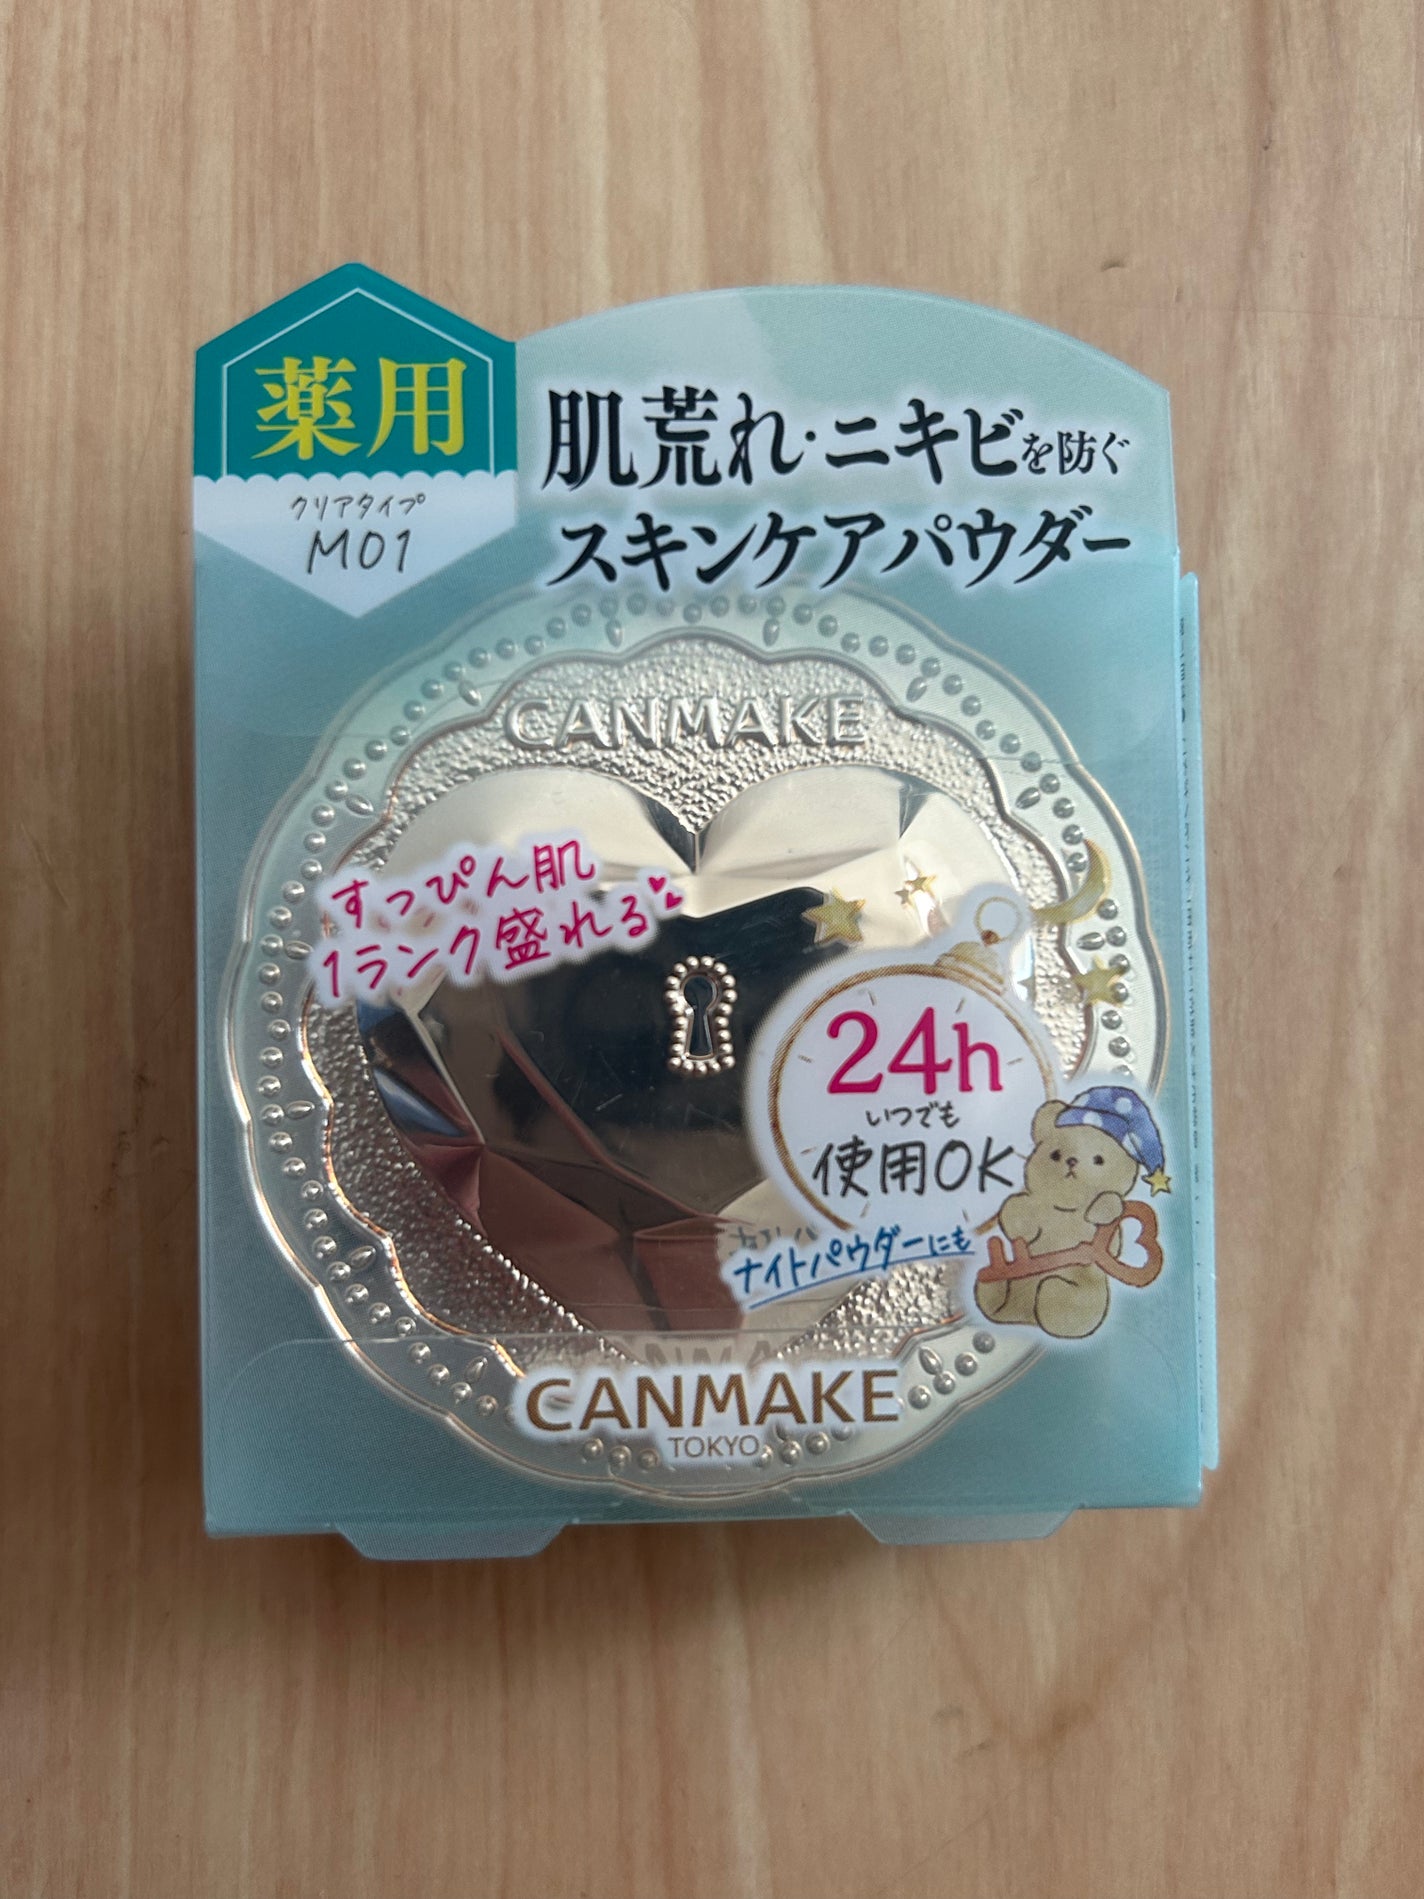 薬用
クリアタイプ
M01
肌荒れ・ニキビを防ぐ
スキンケアパウダー
CANMAKE
すっぴん肌
1ランク盛れる
24h
いつでも
使用OK
ナイトパウダーにも
CANMAKE
TOKYO